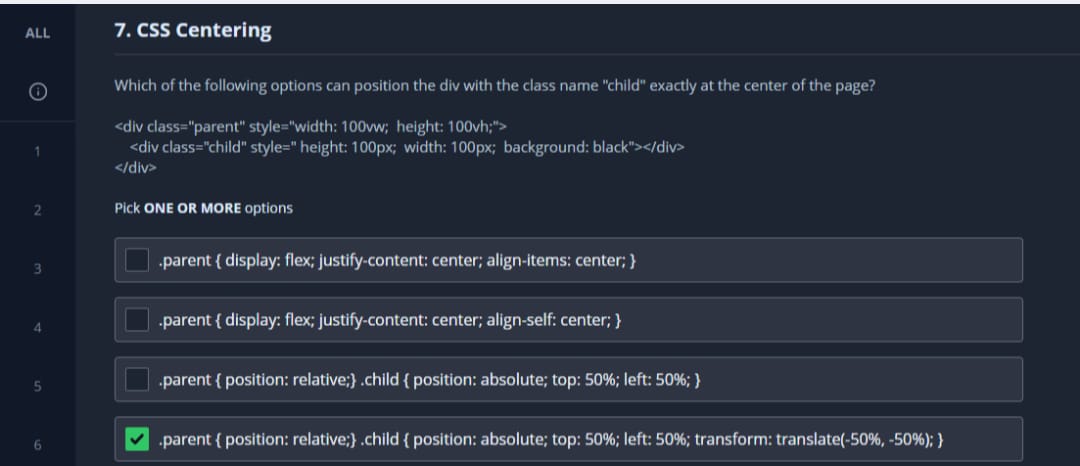 ALL
7. CSS Centering
Which of the following options can position the div with the class name "child" exactly at the center of the page?
<div class="parent" style="width: 100vw; height: 100vh;">
<div class="child" style=" height: 100px; width: 100px; background: black"></div>
</div>
1
2
Pick ONE OR MORE options
3
.parent { display: flex; justify-content: center; align-items: center; }
4
.parent { display: flex; justify-content: center; align-self: center; }
5
.parent { position: relative;} .child { position: absolute; top: 50%; left: 50%; }
6
.parent { position: relative;} .child { position: absolute; top: 50%; left: 50%; transform: translate(-50%, -50%); }